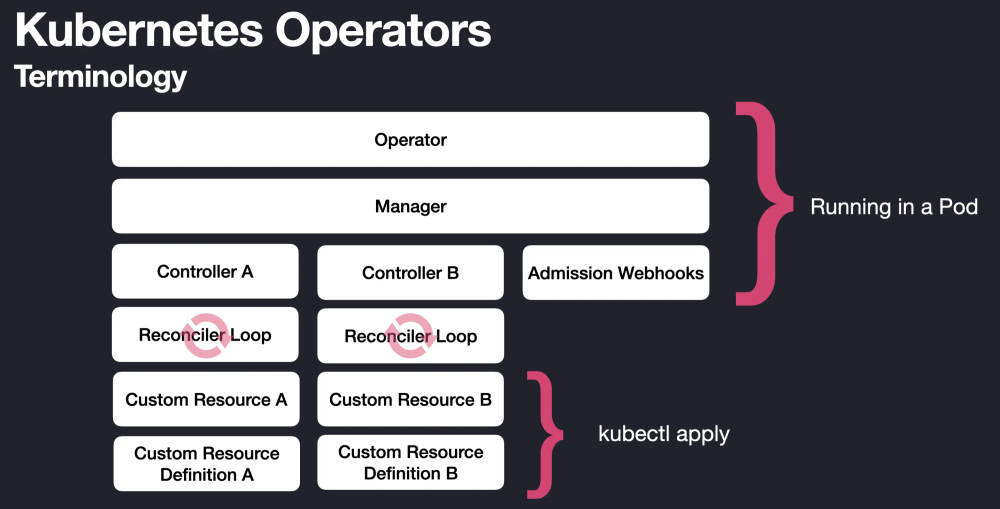 Kubernetes Operators
Terminology
Operator
Manager
Running in a Pod
Controller A
Controller B
Admission Webhooks
Reconciler Loop
Reconciler Loop
Custom Resource A
Custom Resource B
kubectl apply
Custom Resource
Definition A
Custom Resource
Definition B